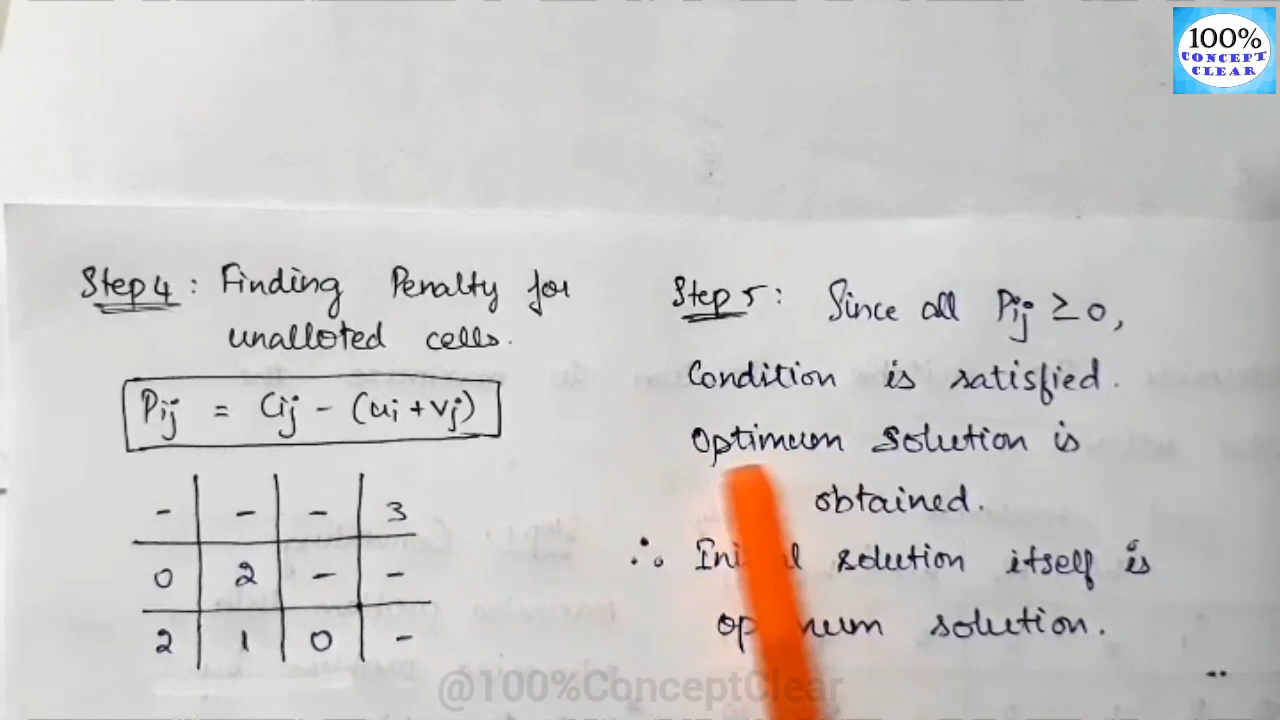 100%
CONCEPT
CLEAR
Step 4 : Finding Penalty for
unalloted cells.
Pij = Cij - (ui + vj)
- - - 3
0 2 - -
2 1 0 -
Step 5 : Since all Pij ≥ 0,
Condition is satisfied.
Optimum solution is
obtained.
∴ solution itself is
solution.
@100%ConceptClear